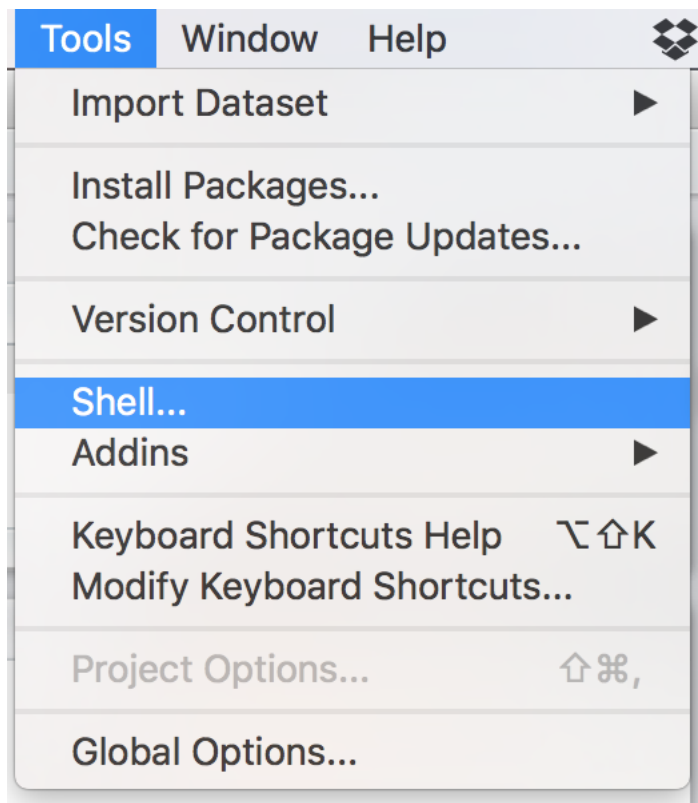 Tools Window Help
Import Dataset ▶
Install Packages...
Check for Package Updates...
Version Control ▶
Shell...
Addins ▶
Keyboard Shortcuts Help ⌥⇧K
Modify Keyboard Shortcuts...
Project Options... ⇧⌘,
Global Options...